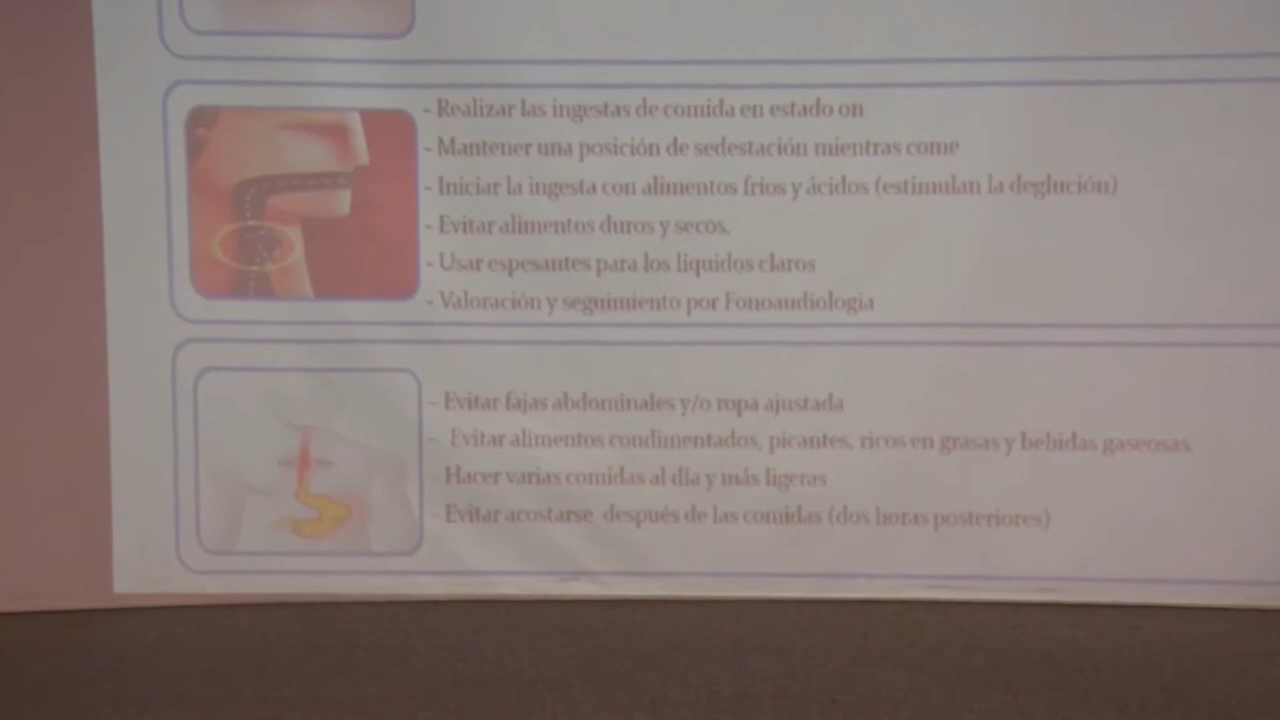 - Realizar las ingestas de comida en estado on
- Mantener una posición de sedestación mientras come
- Iniciar la ingesta con alimentos frios y ácidos (estimulan la deglución)
- Evitar alimentos duros y secos.
- Usar espesantes para los líquidos claros
- Valoración y seguimiento por Fonoaudiologia
- Evitar fajas abdominales y/o ropa ajustada
- Evitar alimentos condimentados, picantes, ricos en grasas y bebidas gaseosas.
- Hacer varias comidas al día y más ligeras
- Evitar acostarse después de las comidas (dos horas posteriores)